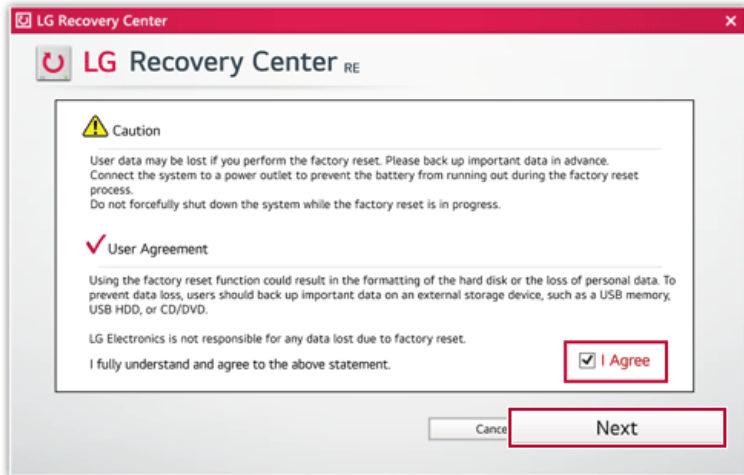 LG Recovery Center
LG Recovery Center RE
Caution
User data may be lost if you perform the factory reset. Please back up important data in advance.
Connect the system to a power outlet to prevent the battery from running out during the factory reset
process.
Do not forcefully shut down the system while the factory reset is in progress.
User Agreement
Using the factory reset function could result in the formatting of the hard disk or the loss of personal data. To
prevent data loss, users should back up important data on an external storage device, such as a USB memory,
USB HDD, or CD/DVD.
LG Electronics is not responsible for any data lost due to factory reset.
I fully understand and agree to the above statement.
I Agree
Cance
Next